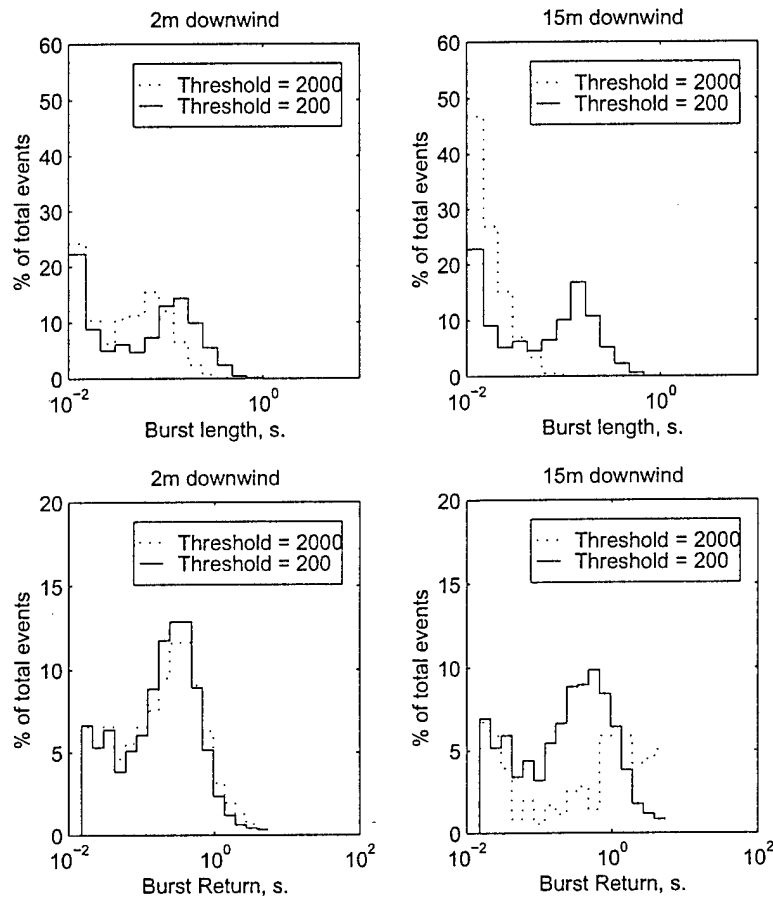 2m downwind
60
50
40
30
20
10
0
% of total events
Threshold = 2000
Threshold = 200
10^-2
10^0
Burst length, s.
15m downwind
60
50
40
30
20
10
0
% of total events
Threshold = 2000
Threshold = 200
10^-2
10^0
Burst length, s.
2m downwind
20
15
10
5
0
% of total events
Threshold = 2000
Threshold = 200
10^-2
10^0
10^2
Burst Return, s.
15m downwind
20
15
10
5
0
% of total events
Threshold = 2000
Threshold = 200
10^-2
10^0
10^2
Burst Return, s.